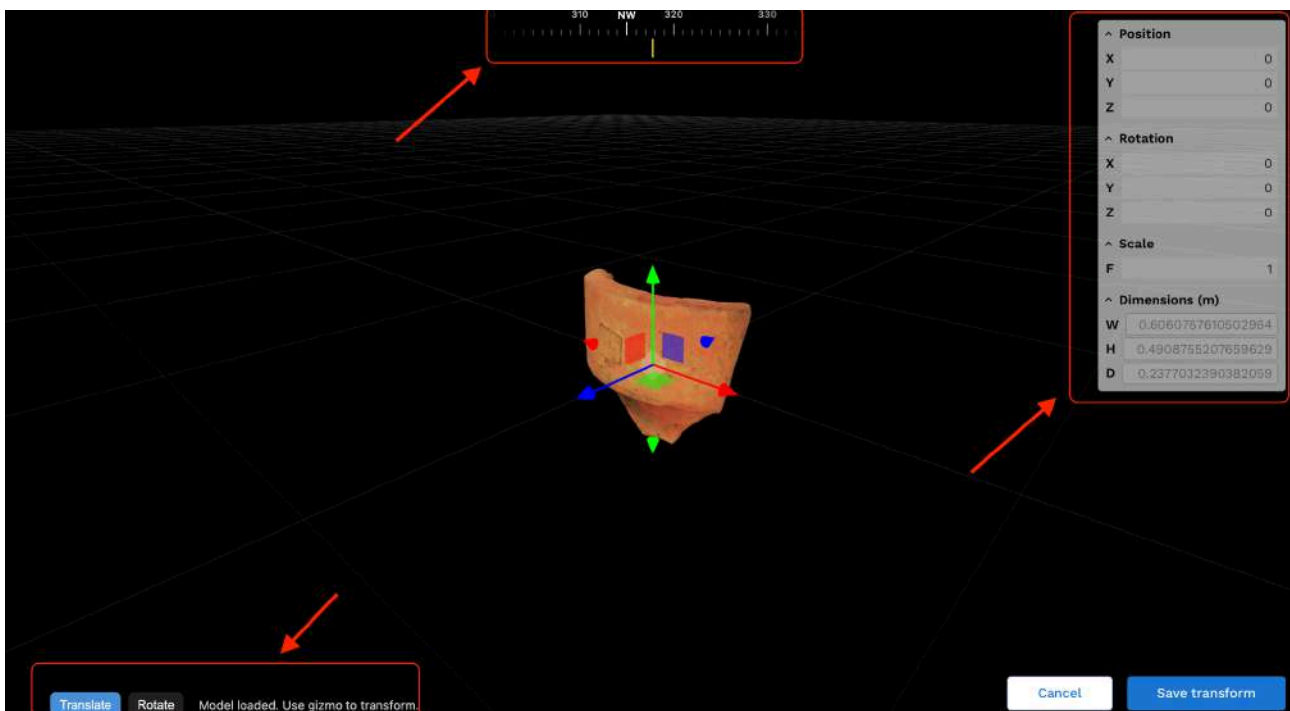 310 NW 320 330
^ Position
X 0
Y 0
Z 0
^ Rotation
X 0
Y 0
Z 0
^ Scale
F 1
^ Dimensions (m)
W 0.6060767610502964
H 0.4908755207659629
D 0.2377032390382059
Cancel Save transform
Translate Rotate Model loaded. Use gizmo to transform.